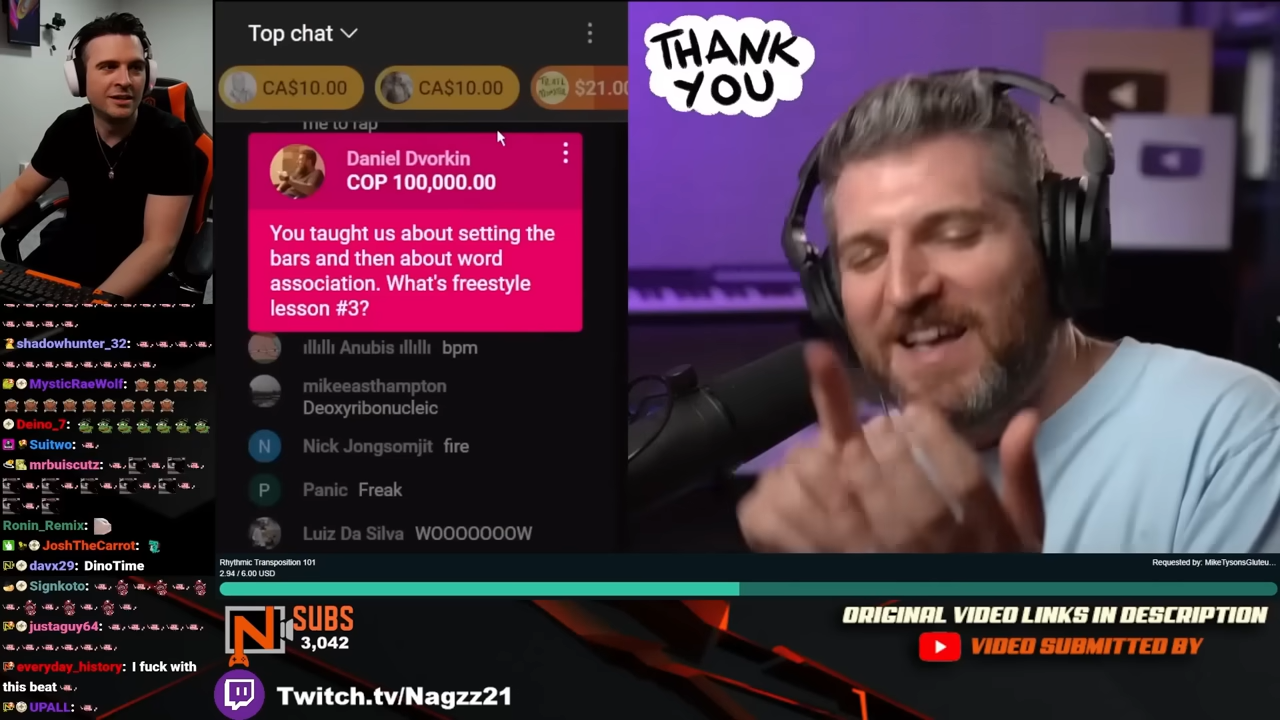 Top chat
CA$10.00
CA$10.00
$21.00
me to rap
Daniel Dvorkin
COP 100,000.00
You taught us about setting the
bars and then about word
association. What's freestyle
lesson #3?
ıllıllı Anubis ıllıllı bpm
mikeeasthampton
Deoxyribonucleic
N Nick Jongsomjit fire
P Panic Freak
Luiz Da Silva WOOOOOOOW
THANK
YOU
shadowhunter_32:
MysticRaeWolf:
Deino_7:
Suitwo:
mrbuiscutz:
Ronin_Remix:
JoshTheCarrot:
davx29: DinoTime
Signkoto:
justaguy64:
everyday_history: I fuck with
this beat
UPALL:
Rhythmic Transposition 101
2.94 / 6.00 USD
Requested by: MikeTysonsGluteu...
N SUBS
3,042
Twitch.tv/Nagzz21
ORIGINAL VIDEO LINKS IN DESCRIPTION
VIDEO SUBMITTED BY